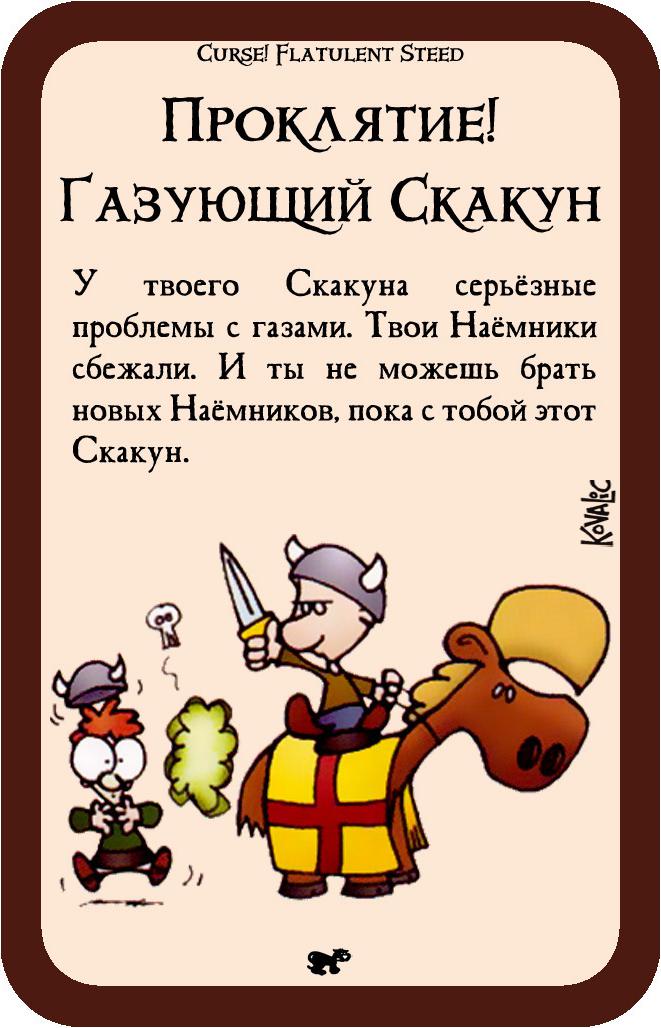 Curse! Flatulent Steed
Проклятие!
Газующий Скакун
У твоего Скакуна серьёзные
проблемы с газами. Твои Наёмники
сбежали. И ты не можешь брать
новых Наёмников, пока с тобой этот
Скакун.
Kovalic